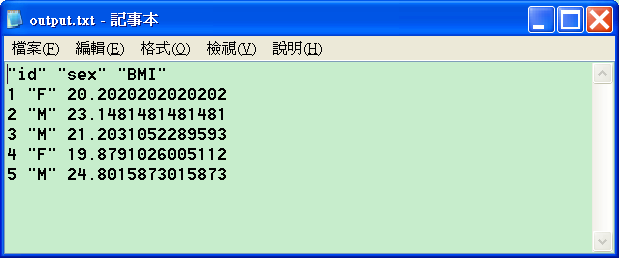 output.txt - 記事本
檔案(F) 編輯(E) 格式(O) 檢視(V) 說明(H)
"id" "sex" "BMI"
1 "F" 20.2020202020202
2 "M" 23.1481481481481
3 "M" 21.2031052289593
4 "F" 19.8791026005112
5 "M" 24.8015873015873